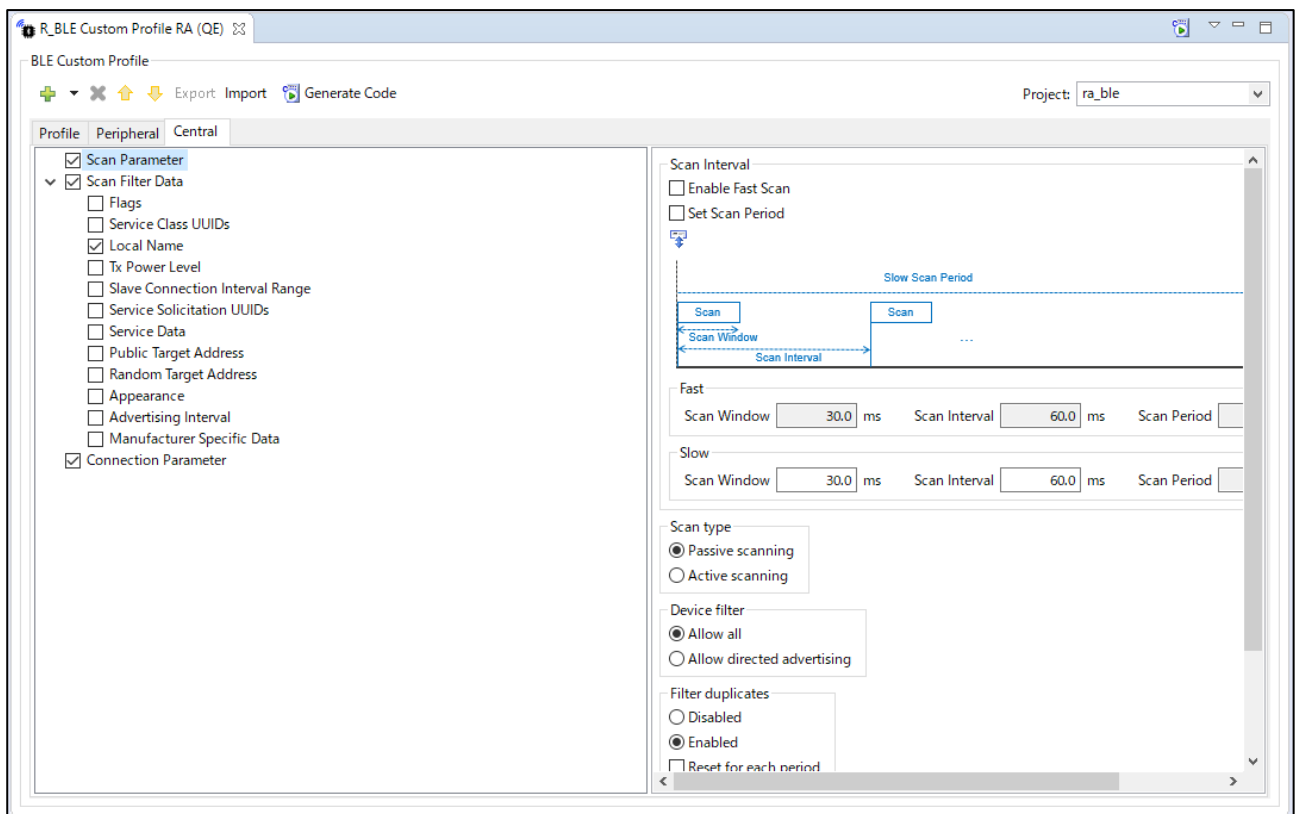 R_BLE Custom Profile RA (QE)
BLE Custom Profile
Export Import Generate Code
Project: ra_ble
Profile Peripheral Central
Scan Parameter
Scan Filter Data
Flags
Service Class UUIDs
Local Name
Tx Power Level
Slave Connection Interval Range
Service Solicitation UUIDs
Service Data
Public Target Address
Random Target Address
Appearance
Advertising Interval
Manufacturer Specific Data
Connection Parameter
Scan Interval
Enable Fast Scan
Set Scan Period
Slow Scan Period
Scan Scan
Scan Window
...
Scan Interval
Fast
Scan Window 30.0 ms Scan Interval 60.0 ms Scan Period
Slow
Scan Window 30.0 ms Scan Interval 60.0 ms Scan Period
Scan type
Passive scanning
Active scanning
Device filter
Allow all
Allow directed advertising
Filter duplicates
Disabled
Enabled
Reset for each period